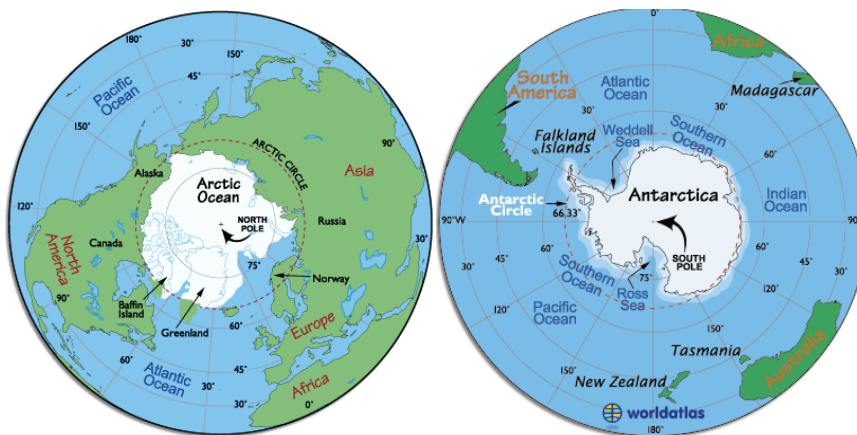 180°
30°
150°
45°
Pacific
Ocean
150°
90°
ARCTIC CIRCLE
Asia
Alaska
Arctic
Ocean
120°
NORTH
POLE
Russia
30°
North
America
Canada
75°
Norway
90°
Baffin
Island
Greenland
60°
Europe
60°
45°
Atlantic
Ocean
30°
Africa
0°
0°
Africa
South
America
Atlantic
Ocean
Madagascar
30°
30°
Falkland
Islands
Weddell
Sea
Southern
Ocean
60°
Antarctic
Circle
66.33°
Antarctica
Indian
Ocean
90°W
90°E
SOUTH
POLE
Southern
Ocean
75°
Ross
Sea
60°
Pacific
Ocean
45°
30°
120°
150°
150°
Tasmania
Australia
New Zealand
worldatlas
180°